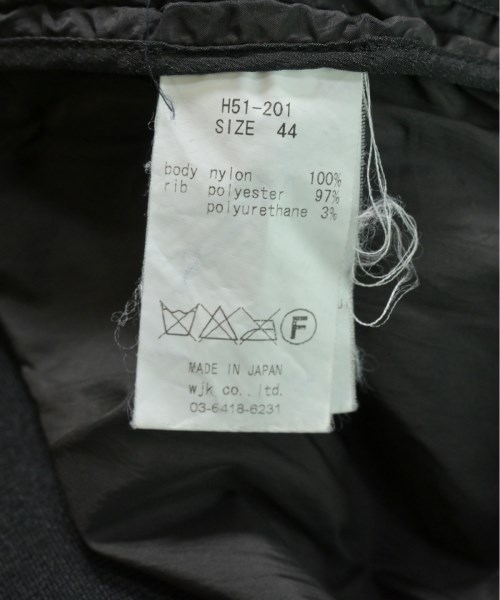 H51-201
SIZE 44
body nylon 100%
rib polyester 97%
polyurethane 3%
F
MADE IN JAPAN
wjk co., ltd.
03-6418-6231